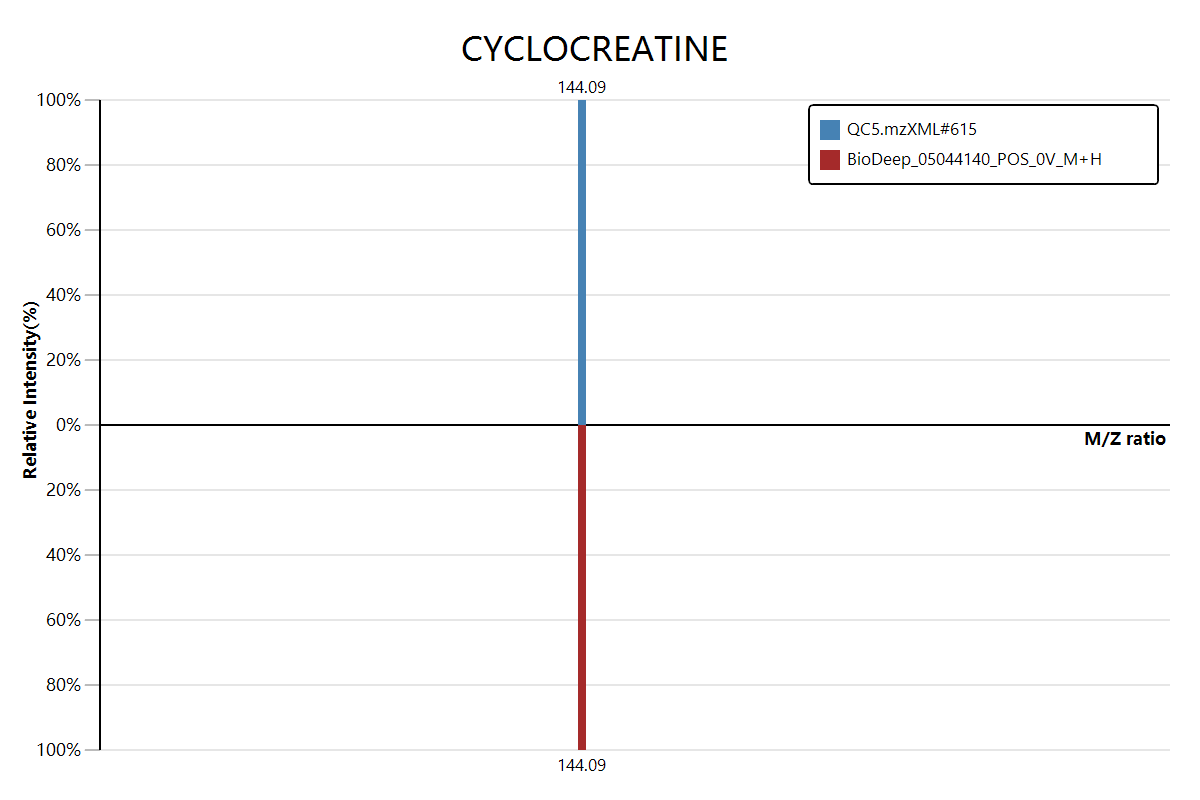 CYCLOCREATINE
144.09
QC5.mzXML#615
BioDeep_05044140_POS_0V_M+H
100%
80%
60%
40%
20%
0%
20%
40%
60%
80%
100%
Relative Intensity(%)
M/Z ratio
144.09